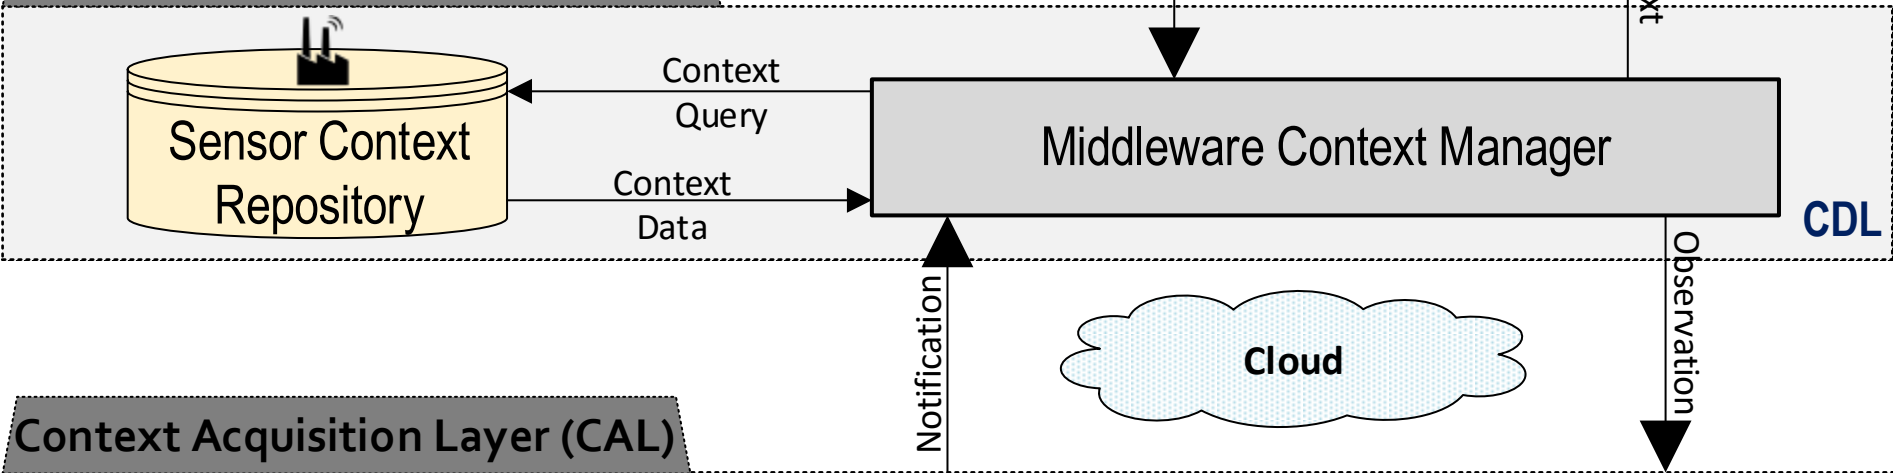 Context
Query
Sensor Context
Repository
Middleware Context Manager
Context
Data
CDL
Notification
Observation
Cloud
Context Acquisition Layer (CAL)